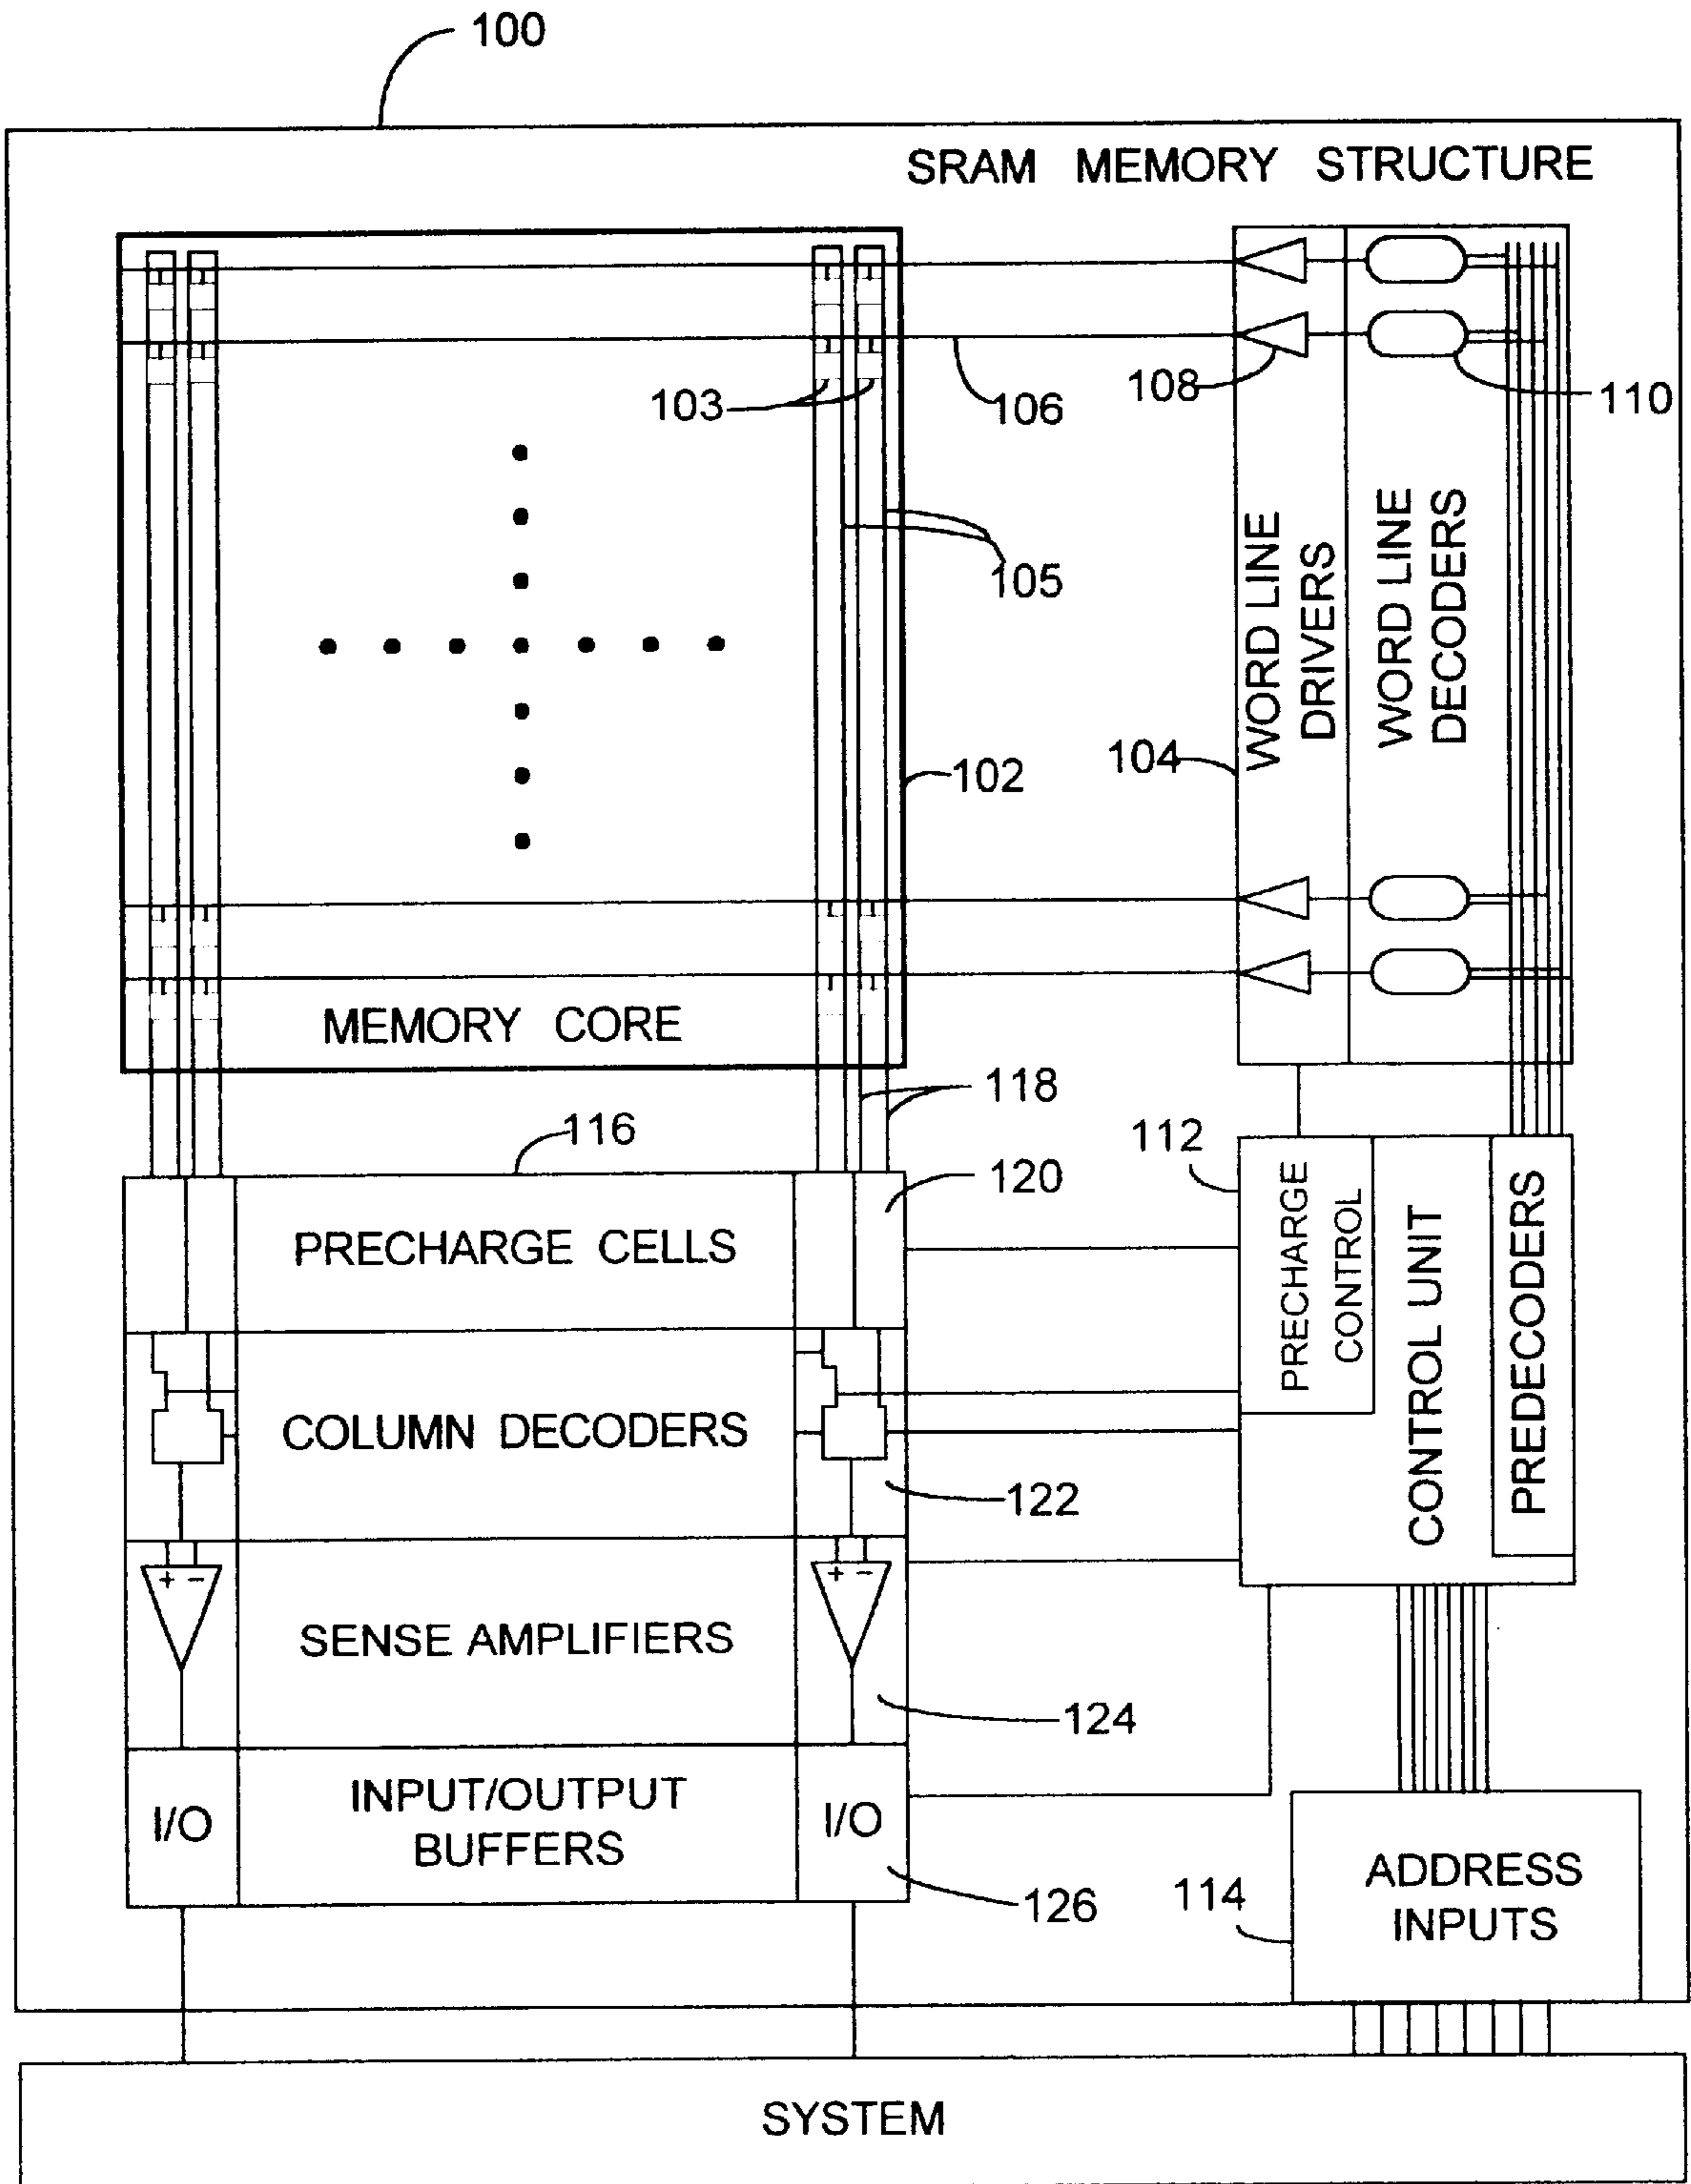 100
SRAM MEMORY STRUCTURE
103
106
108
110
105
WORD LINE
DRIVERS
WORD LINE
DECODERS
102
104
MEMORY CORE
118
116
112
120
PRECHARGE CELLS
PRECHARGE
CONTROL
CONTROL UNIT
PREDECODERS
COLUMN DECODERS
122
+ -
+ -
SENSE AMPLIFIERS
124
I/O
INPUT/OUTPUT
BUFFERS
I/O
126
114
ADDRESS
INPUTS
SYSTEM